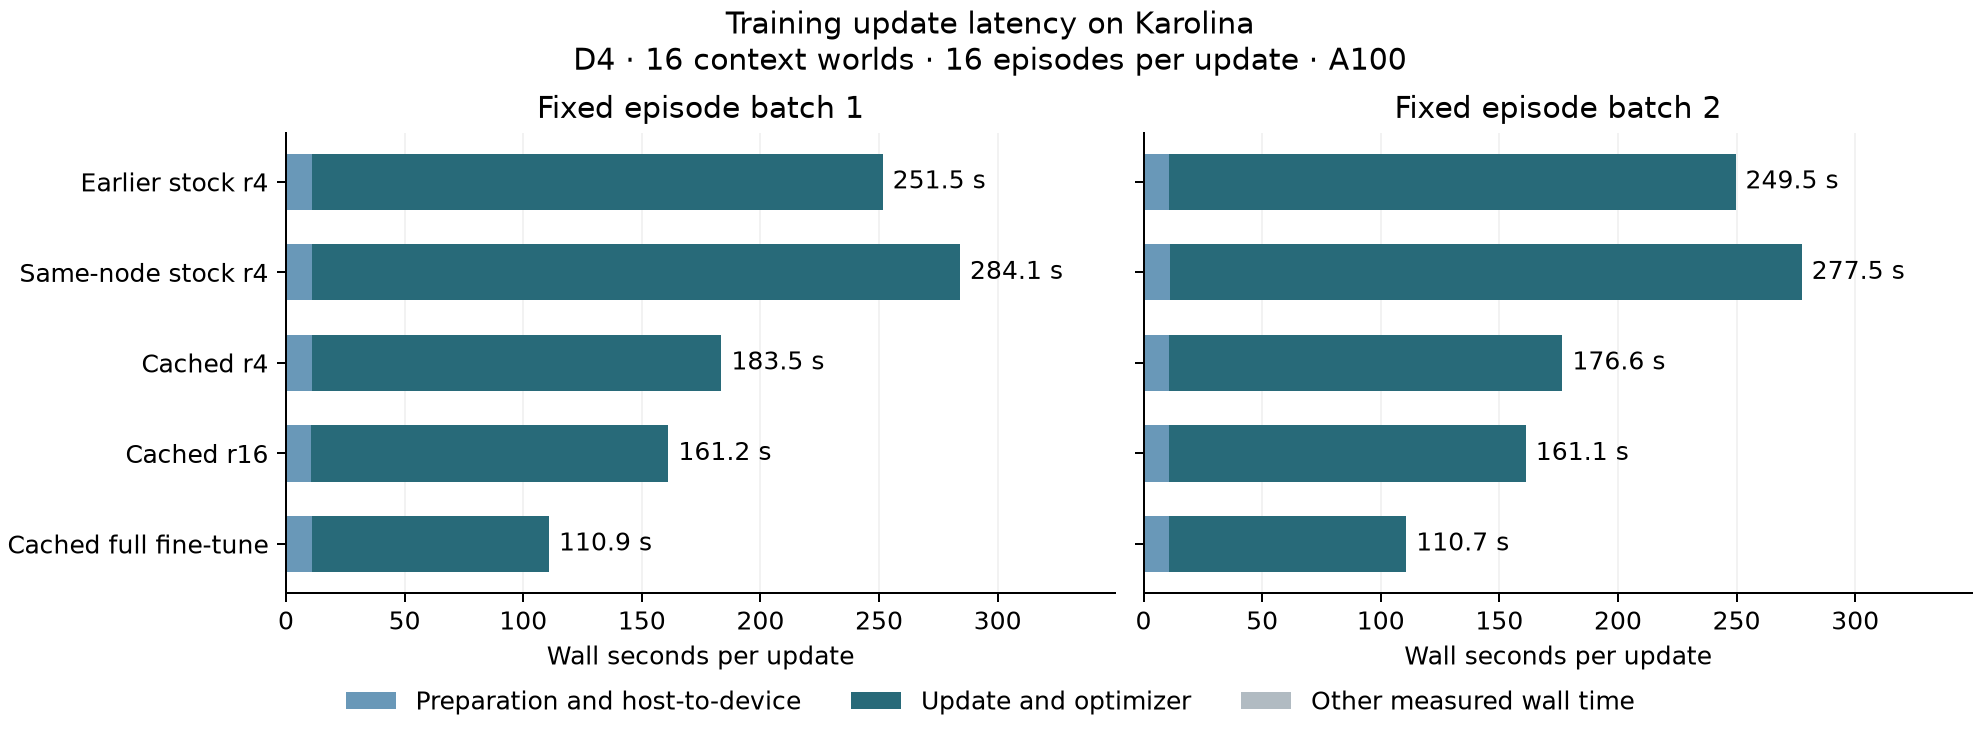 Training update latency on Karolina
D4 · 16 context worlds · 16 episodes per update · A100
Fixed episode batch 1
Fixed episode batch 2
Earlier stock r4
251.5 s
249.5 s
Same-node stock r4
284.1 s
277.5 s
Cached r4
183.5 s
176.6 s
Cached r16
161.2 s
161.1 s
Cached full fine-tune
110.9 s
110.7 s
0 50 100 150 200 250 300
0 50 100 150 200 250 300
Wall seconds per update
Wall seconds per update
Preparation and host-to-device
Update and optimizer
Other measured wall time